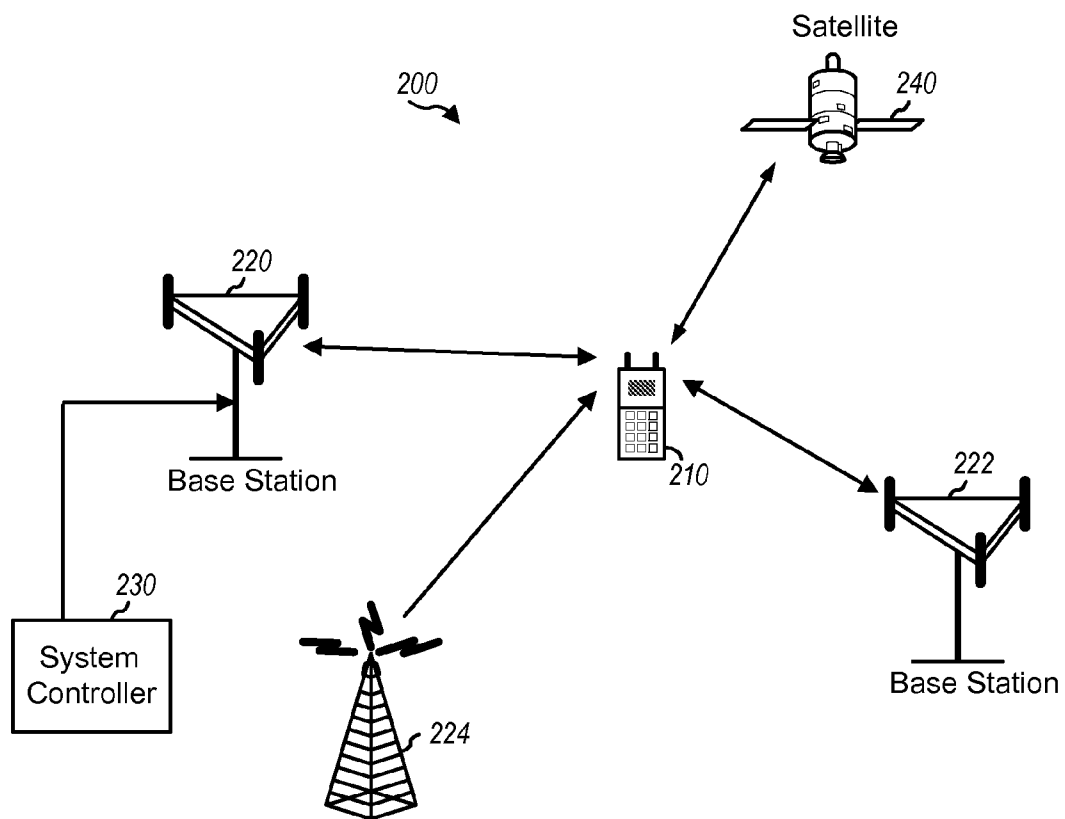 Satellite
200
240
220
Base Station
210
222
Base Station
230
System
Controller
224